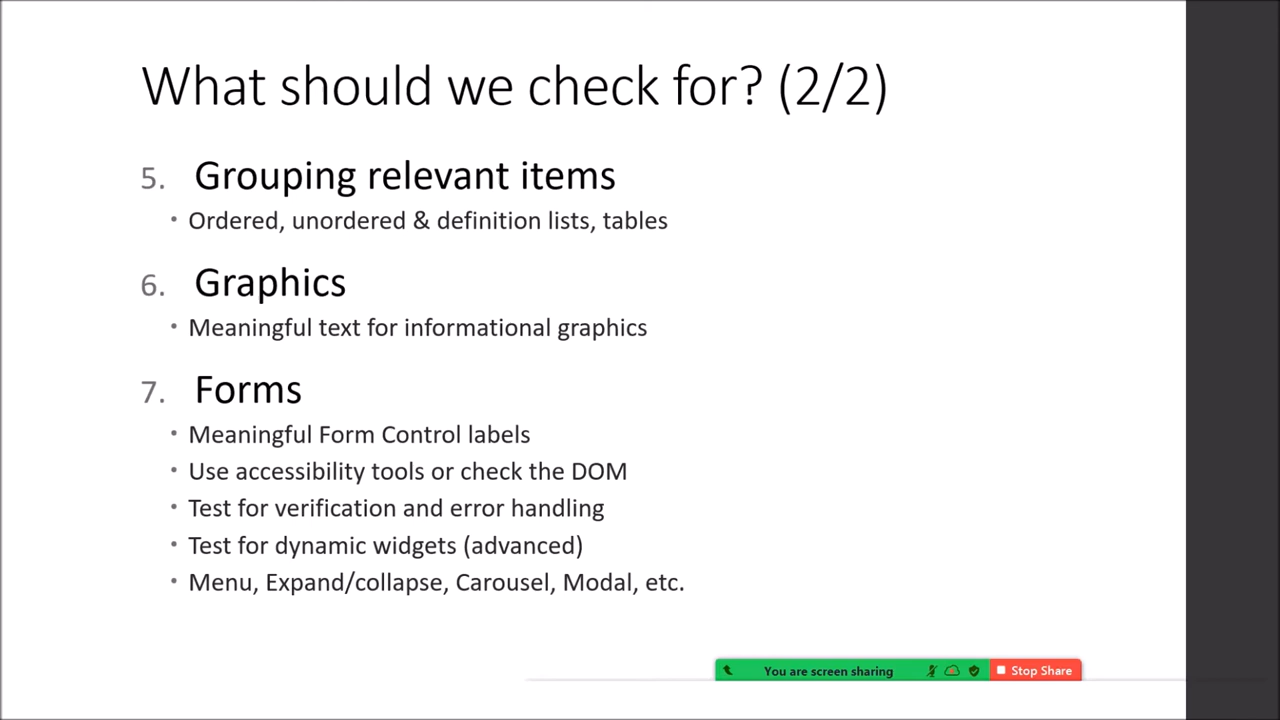 What should we check for? (2/2)
5. Grouping relevant items
• Ordered, unordered & definition lists, tables
6. Graphics
• Meaningful text for informational graphics
7. Forms
• Meaningful Form Control labels
• Use accessibility tools or check the DOM
• Test for verification and error handling
• Test for dynamic widgets (advanced)
• Menu, Expand/collapse, Carousel, Modal, etc.
You are screen sharing Stop Share